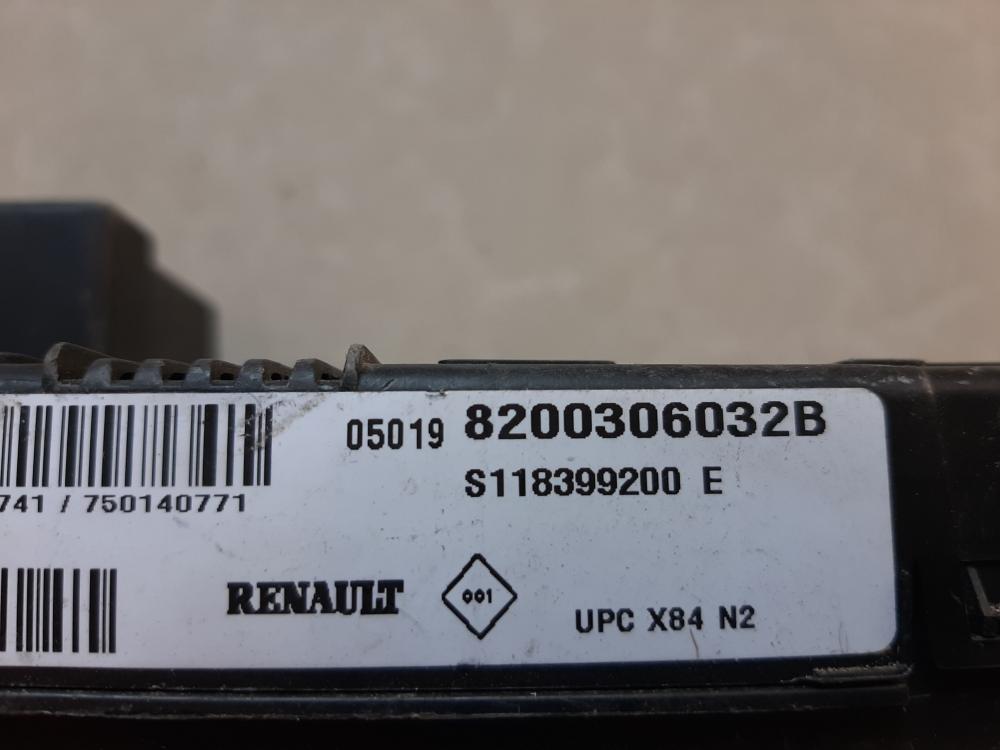 05019 8200306032B
S118399200 E
741 / 750140771
RENAULT 001 UPC X84 N2